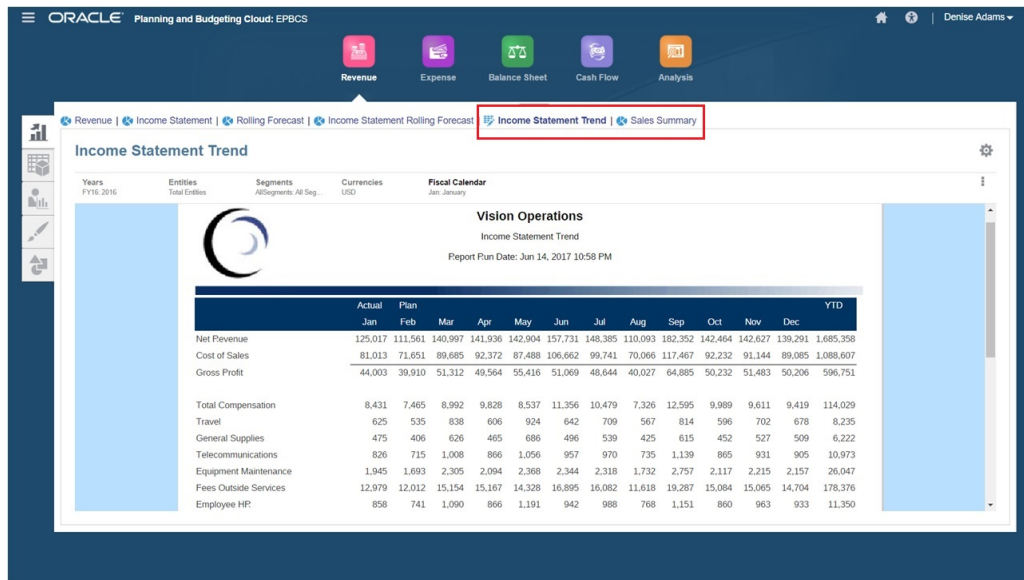 ORACLE Planning and Budgeting Cloud: EPBCS Denise Adams
Revenue Expense Balance Sheet Cash Flow Analysis
Revenue | Income Statement | Rolling Forecast | Income Statement Rolling Forecast Income Statement Trend | Sales Summary
Income Statement Trend
Years Entities Segments Currencies Fiscal Calendar
FY16: 2016 Total Entities AllSegments: All Seg... USD Jan: January
Vision Operations
Income Statement Trend
Report Run Date: Jun 14, 2017 10:58 PM
Actual Plan YTD
Jan Feb Mar Apr May Jun Jul Aug Sep Oct Nov Dec
Net Revenue 125,017 111,561 140,997 141,936 142,904 157,731 148,385 110,093 182,352 142,464 142,627 139,291 1,685,358
Cost of Sales 81,013 71,651 89,685 92,372 87,488 106,662 99,741 70,066 117,467 92,232 91,144 89,085 1,088,607
Gross Profit 44,003 39,910 51,312 49,564 55,416 51,069 48,644 40,027 64,885 50,232 51,483 50,206 596,751
Total Compensation 8,431 7,465 8,992 9,828 8,537 11,356 10,479 7,326 12,595 9,989 9,611 9,419 114,029
Travel 625 535 838 606 924 642 709 567 814 596 702 678 8,235
General Supplies 475 406 626 465 686 496 539 425 615 452 527 509 6,222
Telecommunications 826 715 1,008 866 1,056 957 970 735 1,139 865 931 905 10,973
Equipment Maintenance 1,945 1,693 2,305 2,094 2,368 2,344 2,318 1,732 2,757 2,117 2,215 2,157 26,047
Fees Outside Services 12,979 12,012 15,154 15,167 14,328 16,895 16,082 11,618 19,287 15,084 15,065 14,704 178,376
Employee HR 858 741 1,090 866 1,191 942 988 768 1,151 860 963 933 11,350